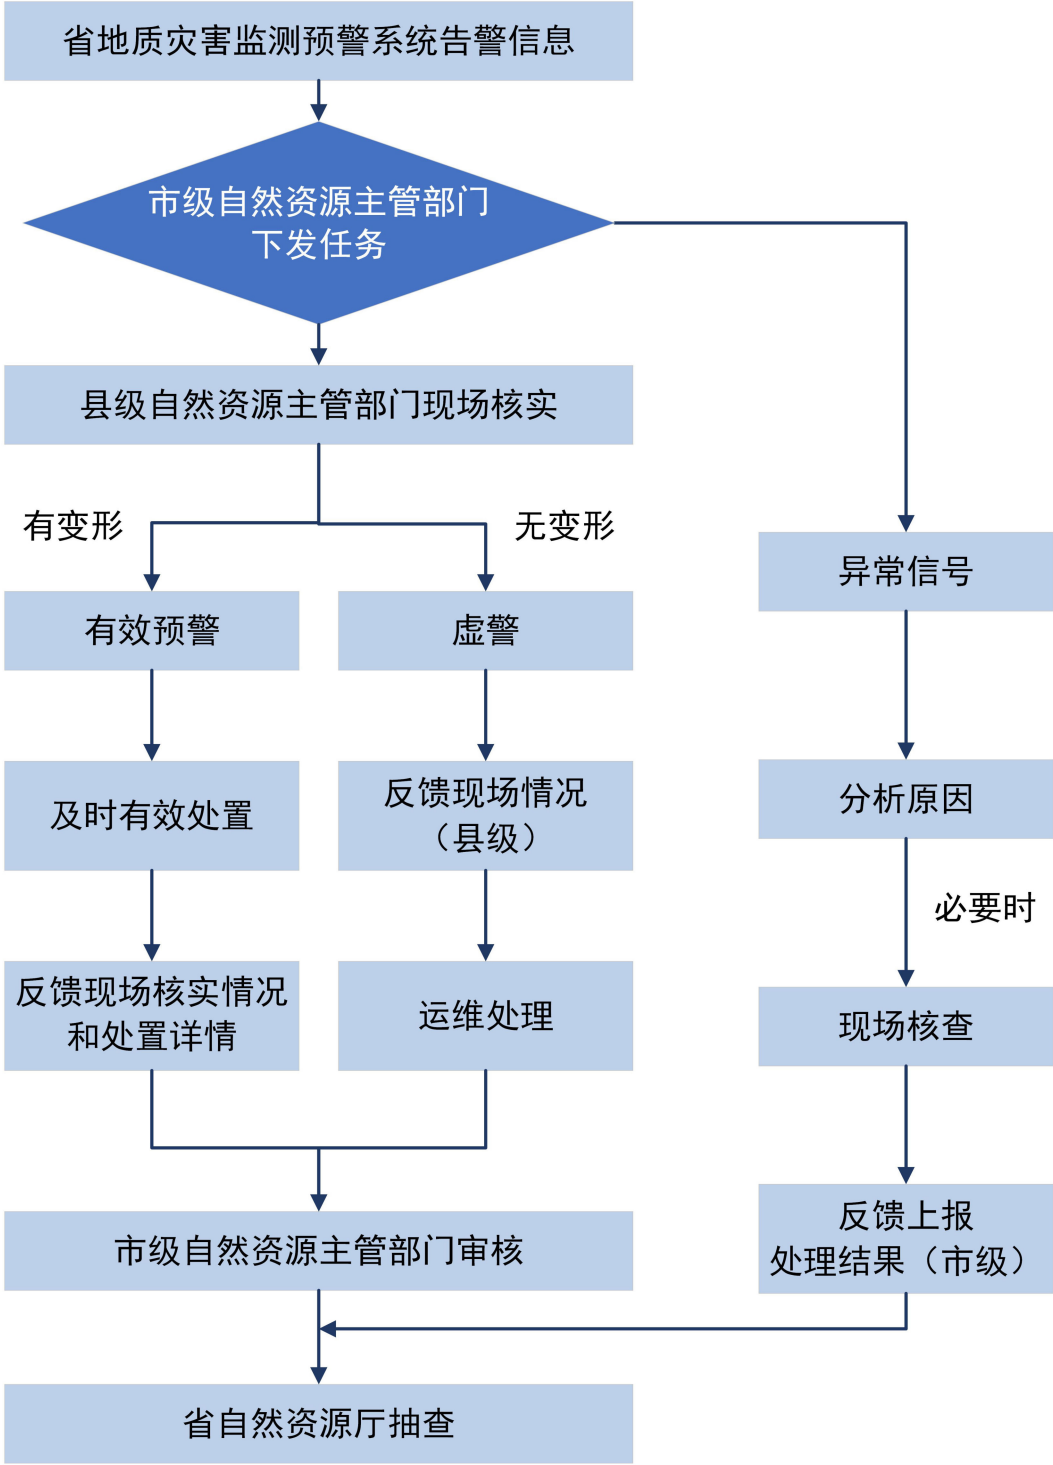 省地质灾害监测预警系统告警信息
市级自然资源主管部门
下发任务
县级自然资源主管部门现场核实
有变形
无变形
异常信号
有效预警
虚警
及时有效处置
反馈现场情况
（县级）
分析原因
必要时
反馈现场核实情况
和处置详情
运维处理
现场核查
市级自然资源主管部门审核
反馈上报
处理结果（市级）
省自然资源厅抽查